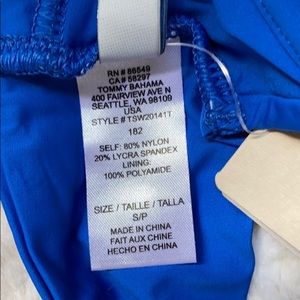 RN # 86549
CA # 58297
TOMMY BAHAMA
400 FAIRVIEW AVE N
SEATTLE, WA 98109
USA
STYLE # TSW20141T
182
SELF: 80% NYLON
20% LYCRA SPANDEX
LINING:
100% POLYAMIDE
SIZE / TAILLE / TALLA
S/P
MADE IN CHINA
FAIT AUX CHINE
HECHO EN CHINA